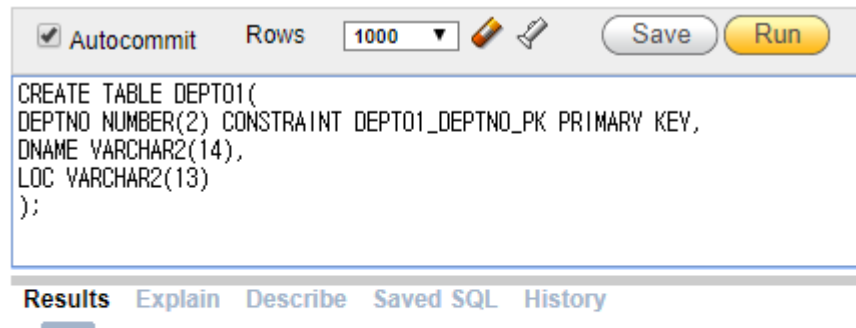 Autocommit Rows 1000 Save Run
CREATE TABLE DEPT01(
DEPTNO NUMBER(2) CONSTRAINT DEPT01_DEPTNO_PK PRIMARY KEY,
DNAME VARCHAR2(14),
LOC VARCHAR2(13)
);
Results Explain Describe Saved SQL History